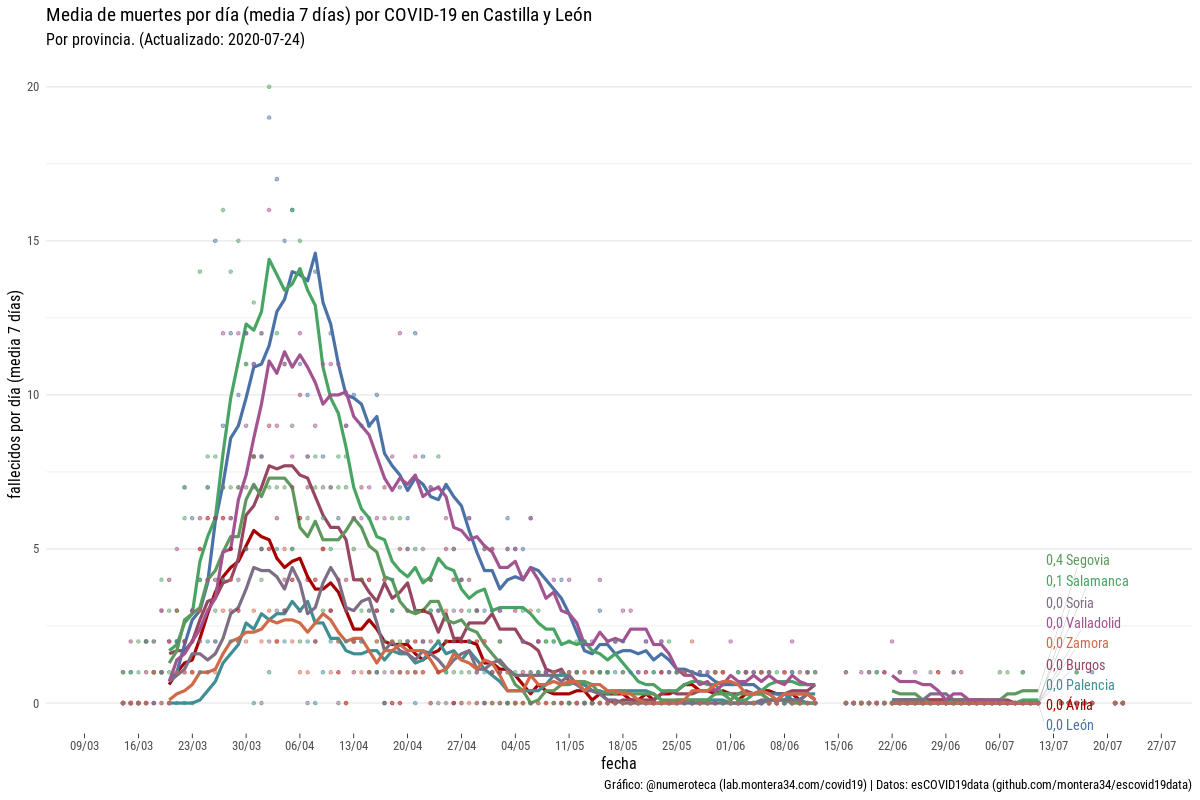 Media de muertes por día (media 7 días) por COVID-19 en Castilla y León
Por provincia. (Actualizado: 2020-07-24)
fallecidos por día (media 7 días)
20
15
10
5
0
0,4 Segovia
0,1 Salamanca
0,0 Soria
0,0 Valladolid
0,0 Zamora
0,0 Burgos
0,0 Palencia
0,0 Ávila
0,0 León
09/03 16/03 23/03 30/03 06/04 13/04 20/04 27/04 04/05 11/05 18/05 25/05 01/06 08/06 15/06 22/06 29/06 06/07 13/07 20/07 27/07
fecha
Gráfico: @numeroteca (lab.montera34.com/covid19) | Datos: esCOVID19data (github.com/montera34/escovid19data)